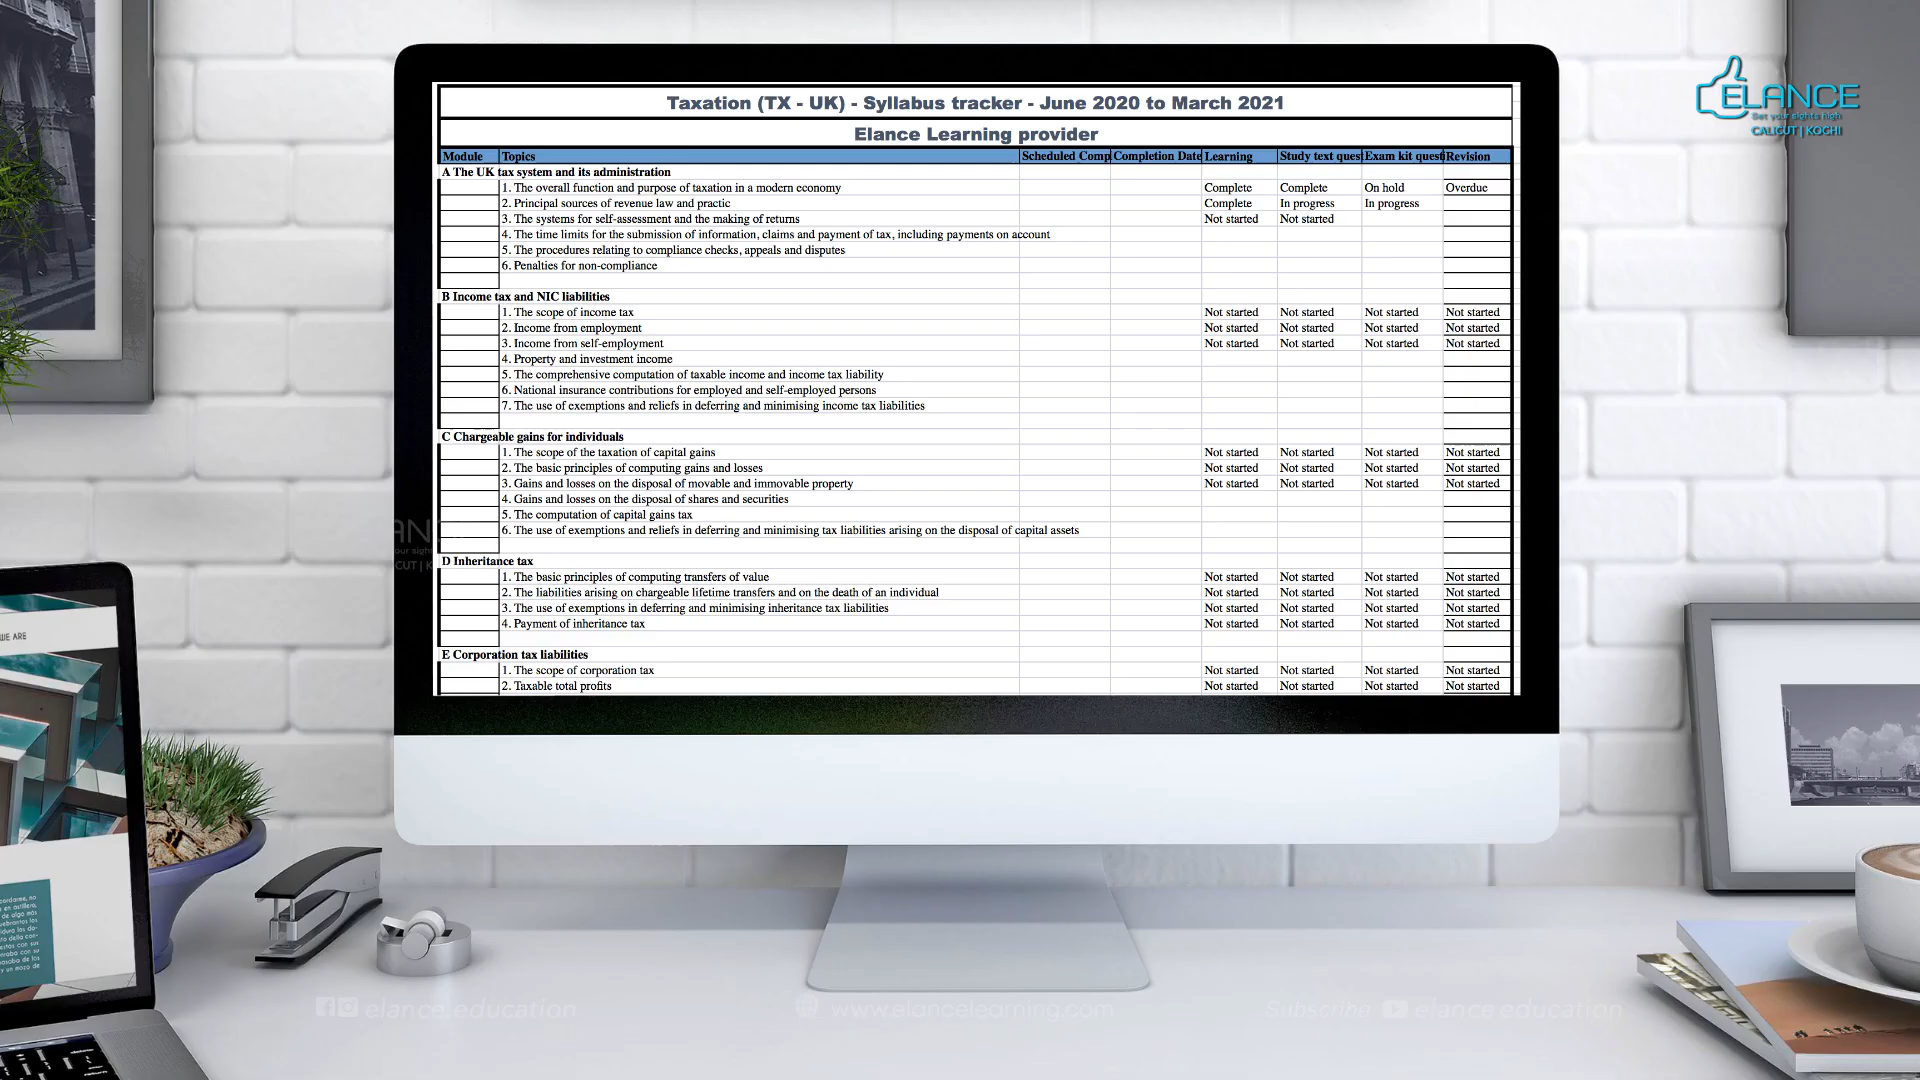 Taxation (TX - UK) - Syllabus tracker - June 2020 to March 2021
Elance Learning provider
Module Topics Scheduled Comp Completion Date Learning Study text ques Exam kit quest Revision
A The UK tax system and its administration
1. The overall function and purpose of taxation in a modern economy Complete Complete On hold Overdue
2. Principal sources of revenue law and practic Complete In progress In progress
3. The systems for self-assessment and the making of returns Not started Not started
4. The time limits for the submission of information, claims and payment of tax, including payments on account
5. The procedures relating to compliance checks, appeals and disputes
6. Penalties for non-compliance
B Income tax and NIC liabilities
1. The scope of income tax Not started Not started Not started Not started
2. Income from employment Not started Not started Not started Not started
3. Income from self-employment Not started Not started Not started Not started
4. Property and investment income
5. The comprehensive computation of taxable income and income tax liability
6. National insurance contributions for employed and self-employed persons
7. The use of exemptions and reliefs in deferring and minimising income tax liabilities
C Chargeable gains for individuals
1. The scope of the taxation of capital gains Not started Not started Not started Not started
2. The basic principles of computing gains and losses Not started Not started Not started Not started
3. Gains and losses on the disposal of movable and immovable property Not started Not started Not started Not started
4. Gains and losses on the disposal of shares and securities
5. The computation of capital gains tax
6. The use of exemptions and reliefs in deferring and minimising tax liabilities arising on the disposal of capital assets
D Inheritance tax
1. The basic principles of computing transfers of value Not started Not started Not started Not started
2. The liabilities arising on chargeable lifetime transfers and on the death of an individual Not started Not started Not started Not started
3. The use of exemptions in deferring and minimising inheritance tax liabilities Not started Not started Not started Not started
4. Payment of inheritance tax Not started Not started Not started Not started
E Corporation tax liabilities
1. The scope of corporation tax Not started Not started Not started Not started
2. Taxable total profits Not started Not started Not started Not started
ELANCE
Set your sights high
CALICUT | KOCHI
WE ARE
elance.education
www.elancelearning.com
Subscribe elance education